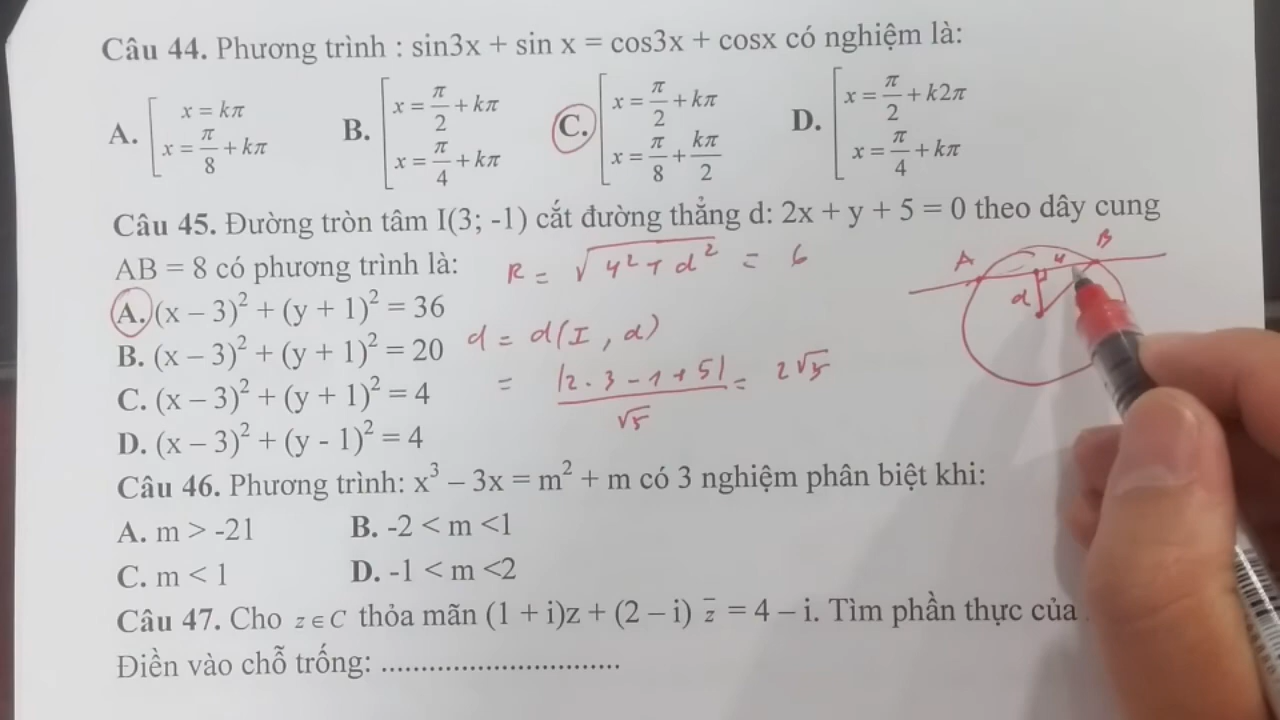 Câu 44. Phương trình : sin3x + sin x = cos3x + cosx có nghiệm là:
A. [ x = kπ
x = π/8 + kπ
B. [ x = π/2 + kπ
x = π/4 + kπ
C. [ x = π/2 + kπ
x = π/8 + kπ/2
D. [ x = π/2 + k2π
x = π/4 + kπ
Câu 45. Đường tròn tâm I(3; -1) cắt đường thẳng d: 2x + y + 5 = 0 theo dây cung
AB = 8 có phương trình là:
R = √(4² + d²) = 6
A B 4 d
A. (x – 3)² + (y + 1)² = 36
B. (x – 3)² + (y + 1)² = 20
d = d(I, d)
= |2.3 - 1 + 5| / √5 = 2√5
C. (x – 3)² + (y + 1)² = 4
D. (x – 3)² + (y - 1)² = 4
Câu 46. Phương trình: x³ – 3x = m² + m có 3 nghiệm phân biệt khi:
A. m > -21 B. -2 < m <1
C. m < 1 D. -1 < m <2
Câu 47. Cho z ∈ C thỏa mãn (1 + i)z + (2 – i) z̅ = 4 – i. Tìm phần thực của
Điền vào chỗ trống: ..............................